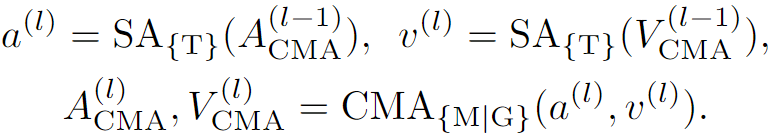 a^{(l)} = SA_{\{T\}}(A_{CMA}^{(l-1)}), v^{(l)} = SA_{\{T\}}(V_{CMA}^{(l-1)}),
A_{CMA}^{(l)}, V_{CMA}^{(l)} = CMA_{\{M|G\}}(a^{(l)}, v^{(l)}).